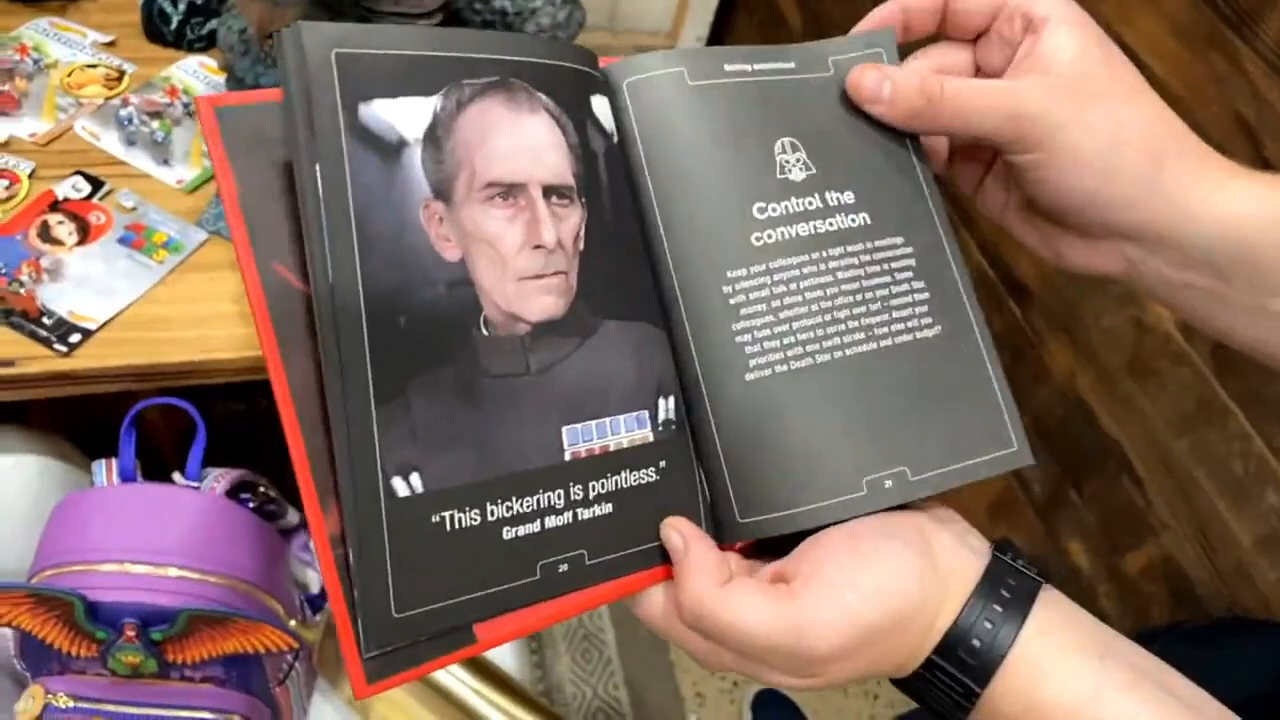 "This bickering is pointless."
Grand Moff Tarkin
20
Control the
conversation
Keep your colleagues on a tight leash in meetings
by silencing anyone who is derailing the conversation
with small talk or pettiness. Wasting time is wasting
money, so show them you mean business. Some
colleagues, whether at the office or on your Death Star,
may fuss over protocol or fight over turf – remind them
that they are here to serve the Emperor. Assert your
priorities with one swift stroke – how else will you
deliver the Death Star on schedule and under budget?
21